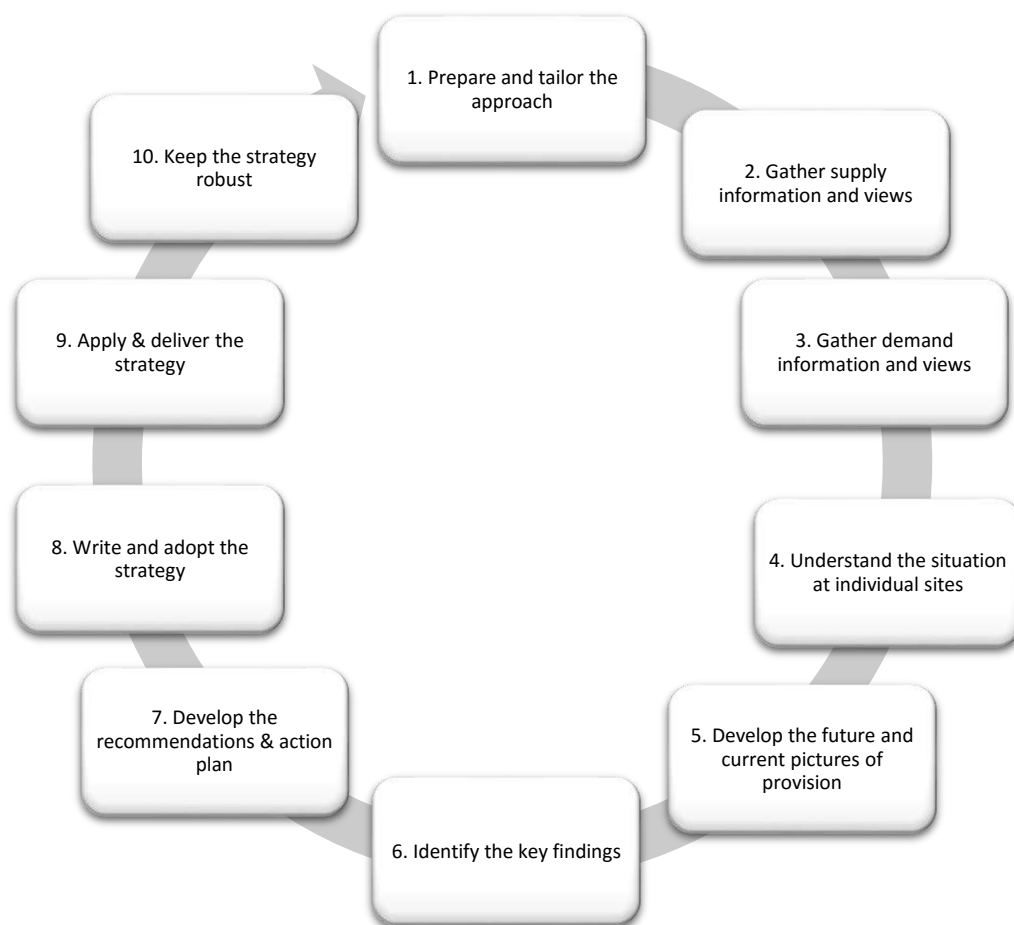 1. Prepare and tailor the
approach
2. Gather supply
information and views
3. Gather demand
information and views
4. Understand the situation
at individual sites
5. Develop the future and
current pictures of
provision
6. Identify the key findings
7. Develop the
recommendations & action
plan
8. Write and adopt the
strategy
9. Apply & deliver the
strategy
10. Keep the strategy
robust